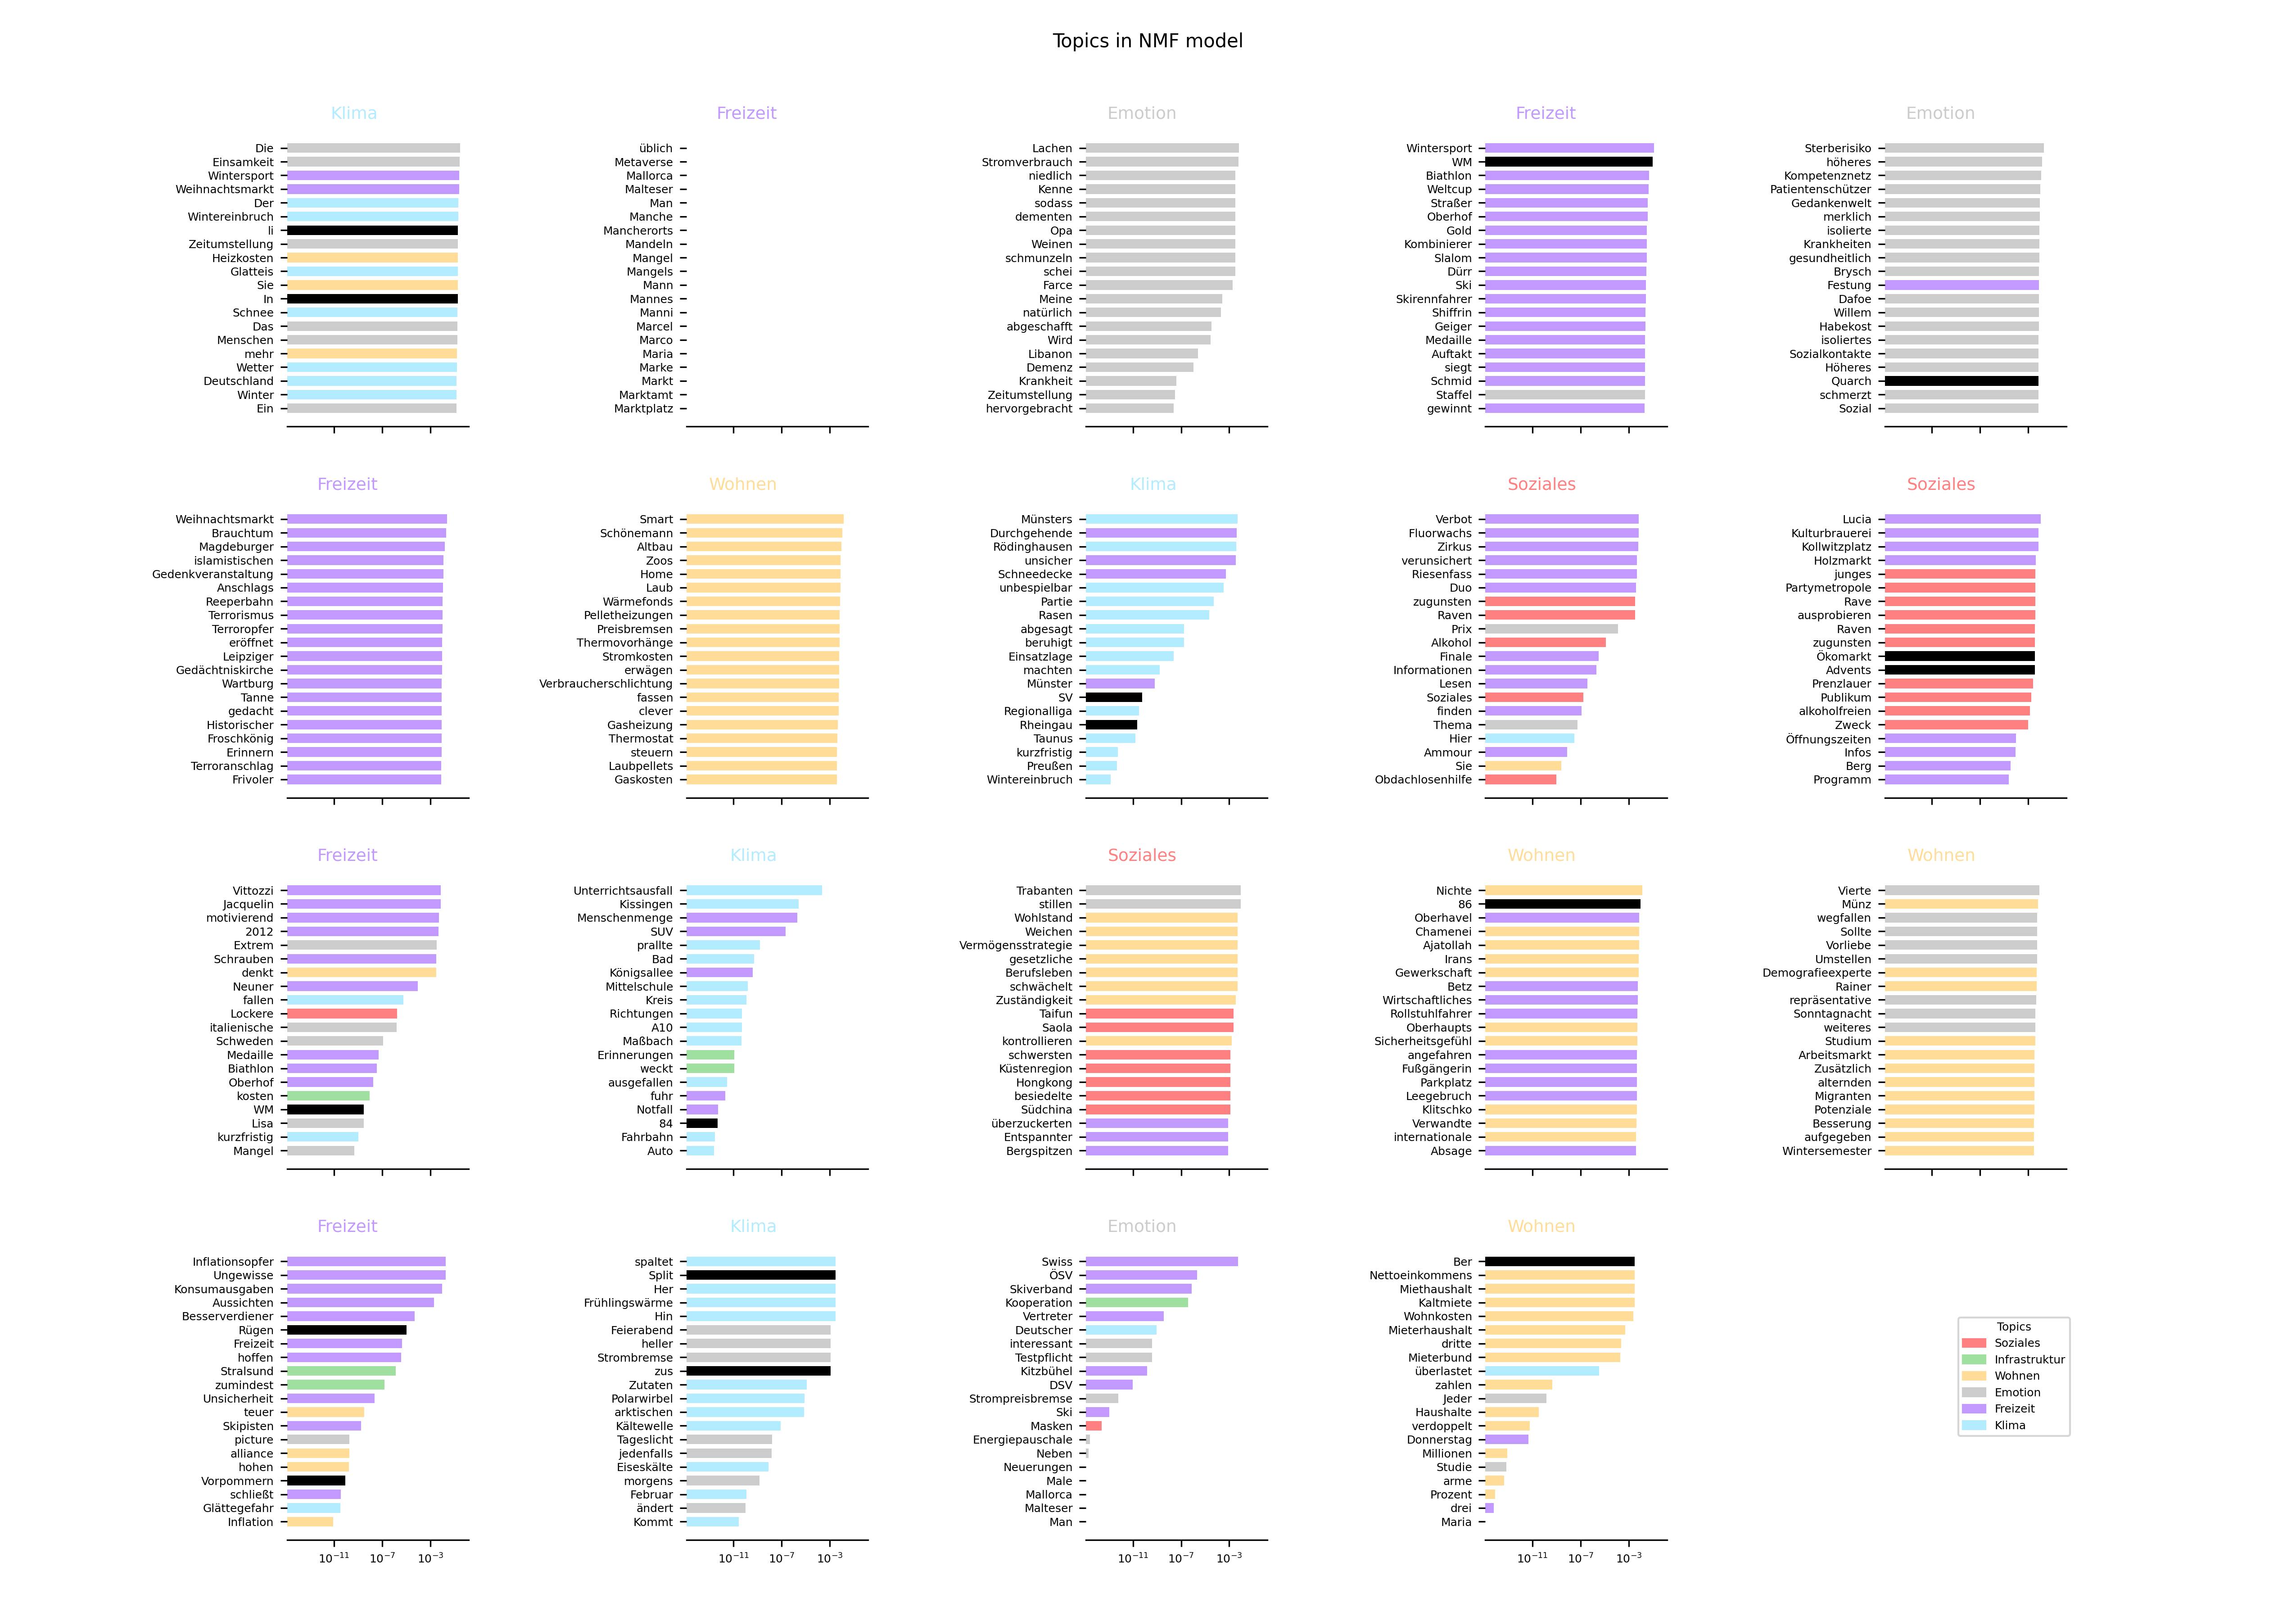 Topics in NMF model
Klima
Die
Einsamkeit
Wintersport
Weihnachtsmarkt
Der
Wintereinbruch
li
Zeitumstellung
Heizkosten
Glatteis
Sie
In
Schnee
Das
Menschen
mehr
Wetter
Deutschland
Winter
Ein
Freizeit
üblich
Metaverse
Mallorca
Malteser
Man
Manche
Mancherorts
Mandeln
Mangel
Mangels
Mann
Mannes
Manni
Marcel
Marco
Maria
Marke
Markt
Marktamt
Marktplatz
Emotion
Lachen
Stromverbrauch
niedlich
Kenne
sodass
dementen
Opa
Weinen
schmunzeln
schei
Farce
Meine
natürlich
abgeschafft
Wird
Libanon
Demenz
Krankheit
Zeitumstellung
hervorgebracht
Freizeit
Wintersport
WM
Biathlon
Weltcup
Straßer
Oberhof
Gold
Kombinierer
Slalom
Dürr
Ski
Skirennfahrer
Shiffrin
Geiger
Medaille
Auftakt
siegt
Schmid
Staffel
gewinnt
Emotion
Sterberisiko
höheres
Kompetenznetz
Patientenschützer
Gedankenwelt
merklich
isolierte
Krankheiten
gesundheitlich
Brysch
Festung
Dafoe
Willem
Habekost
isoliertes
Sozialkontakte
Höheres
Quarch
schmerzt
Sozial
Freizeit
Weihnachtsmarkt
Brauchtum
Magdeburger
islamistischen
Gedenkveranstaltung
Anschlags
Reeperbahn
Terrorismus
Terroropfer
eröffnet
Leipziger
Gedächtniskirche
Wartburg
Tanne
gedacht
Historischer
Froschkönig
Erinnern
Terroranschlag
Frivoler
Wohnen
Smart
Schönemann
Altbau
Zoos
Home
Laub
Wärmefonds
Pelletheizungen
Preisbremsen
Thermovorhänge
Stromkosten
erwägen
Verbraucherschlichtung
fassen
clever
Gasheizung
Thermostat
steuern
Laubpellets
Gaskosten
Klima
Münsters
Durchgehende
Rödinghausen
unsicher
Schneedecke
unbespielbar
Partie
Rasen
abgesagt
beruhigt
Einsatzlage
machten
Münster
SV
Regionalliga
Rheingau
Taunus
kurzfristig
Preußen
Wintereinbruch
Soziales
Verbot
Fluorwachs
Zirkus
verunsichert
Riesenfass
Duo
zugunsten
Raven
Prix
Alkohol
Finale
Informationen
Lesen
Soziales
finden
Thema
Hier
Ammour
Sie
Obdachlosenhilfe
Soziales
Lucia
Kulturbrauerei
Kollwitzplatz
Holzmarkt
junges
Partymetropole
Rave
ausprobieren
Raven
zugunsten
Ökomarkt
Advents
Prenzlauer
Publikum
alkoholfreien
Zweck
Öffnungszeiten
Infos
Berg
Programm
Freizeit
Vittozzi
Jacquelin
motivierend
2012
Extrem
Schrauben
denkt
Neuner
fallen
Lockere
italienische
Schweden
Medaille
Biathlon
Oberhof
kosten
WM
Lisa
kurzfristig
Mangel
Klima
Unterrichtsausfall
Kissingen
Menschenmenge
SUV
prallte
Bad
Königsallee
Mittelschule
Kreis
Richtungen
A10
Maßbach
Erinnerungen
weckt
ausgefallen
fuhr
Notfall
84
Fahrbahn
Auto
Soziales
Trabanten
stillen
Wohlstand
Weichen
Vermögensstrategie
gesetzliche
Berufsleben
schwächelt
Zuständigkeit
Taifun
Saola
kontrollieren
schwersten
Küstenregion
Hongkong
besiedelte
Südchina
überzuckerten
Entspannter
Bergspitzen
Wohnen
Nichte
86
Oberhavel
Chamenei
Ajatollah
Irans
Gewerkschaft
Betz
Wirtschaftliches
Rollstuhlfahrer
Oberhaupts
Sicherheitsgefühl
angefahren
Fußgängerin
Parkplatz
Leegebruch
Klitschko
Verwandte
internationale
Absage
Wohnen
Vierte
Münz
wegfallen
Sollte
Vorliebe
Umstellen
Demografieexperte
Rainer
repräsentative
Sonntagnacht
weiteres
Studium
Arbeitsmarkt
Zusätzlich
alternden
Migranten
Potenziale
Besserung
aufgegeben
Wintersemester
Freizeit
Inflationsopfer
Ungewisse
Konsumausgaben
Aussichten
Besserverdiener
Rügen
Freizeit
hoffen
Stralsund
zumindest
Unsicherheit
teuer
Skipisten
picture
alliance
hohen
Vorpommern
schließt
Glättegefahr
Inflation
10⁻¹¹ 10⁻⁷ 10⁻³
Klima
spaltet
Split
Her
Frühlingswärme
Hin
Feierabend
heller
Strombremse
zus
Zutaten
Polarwirbel
arktischen
Kältewelle
Tageslicht
jedenfalls
Eiseskälte
morgens
Februar
ändert
Kommt
10⁻¹¹ 10⁻⁷ 10⁻³
Emotion
Swiss
ÖSV
Skiverband
Kooperation
Vertreter
Deutscher
interessant
Testpflicht
Kitzbühel
DSV
Strompreisbremse
Ski
Masken
Energiepauschale
Neben
Neuerungen
Male
Mallorca
Malteser
Man
10⁻¹¹ 10⁻⁷ 10⁻³
Wohnen
Ber
Nettoeinkommens
Miethaushalt
Kaltmiete
Wohnkosten
Mieterhaushalt
dritte
Mieterbund
überlastet
zahlen
Jeder
Haushalte
verdoppelt
Donnerstag
Millionen
Studie
arme
Prozent
drei
Maria
10⁻¹¹ 10⁻⁷ 10⁻³
Topics
Soziales
Infrastruktur
Wohnen
Emotion
Freizeit
Klima